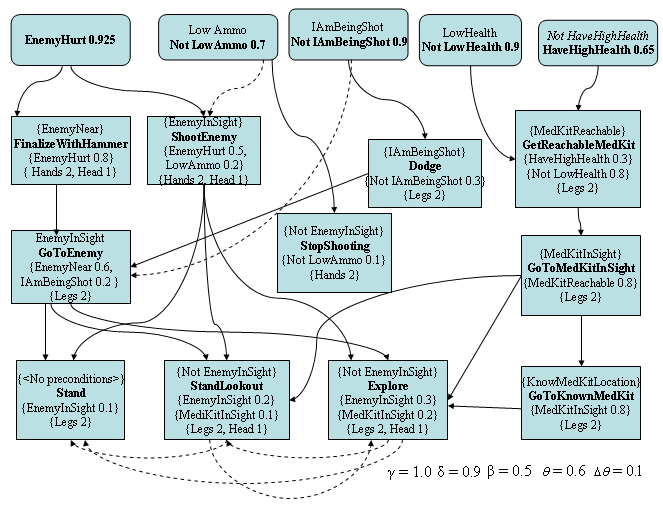 EnemyHurt 0.925
Low Ammo
Not LowAmmo 0.7
IAmBeingShot
Not IAmBeingShot 0.9
LowHealth
Not LowHealth 0.9
Not HaveHighHealth
HaveHighHealth 0.65
{EnemyNear}
FinalizeWithHammer
{EnemyHurt 0.8}
{ Hands 2, Head 1}
{EnemyInSight}
ShootEnemy
{EnemyHurt 0.5,
LowAmmo 0.2}
{Hands 2, Head 1}
{IAmBeingShot}
Dodge
{Not IAmBeingShot 0.3}
{Legs 2}
{MedKitReachable}
GetReachableMedKit
{HaveHighHealth 0.3}
{Not LowHealth 0.8}
{Legs 2}
EnemyInSight
GoToEnemy
{EnemyNear 0.6,
IAmBeingShot 0.2 }
{Legs 2}
{Not EnemyInSight}
StopShooting
{Not LowAmmo 0.1}
{Hands 2}
{MedKitInSight}
GoToMedKitInSight
{MedKitReachable 0.8}
{Legs 2}
{<No preconditions>}
Stand
{EnemyInSight 0.1}
{Legs 2}
{Not EnemyInSight}
StandLookout
{EnemyInSight 0.2}
{MediKitInSight 0.1}
{Legs 2, Head 1}
{Not EnemyInSight}
Explore
{EnemyInSight 0.3}
{MedKitInSight 0.2}
{Legs 2, Head 1}
{KnowMedKitLocation}
GoToKnownMedKit
{MedKitInSight 0.8}
{Legs 2}
γ = 1.0 δ = 0.9 β = 0.5 θ = 0.6 Δθ = 0.1